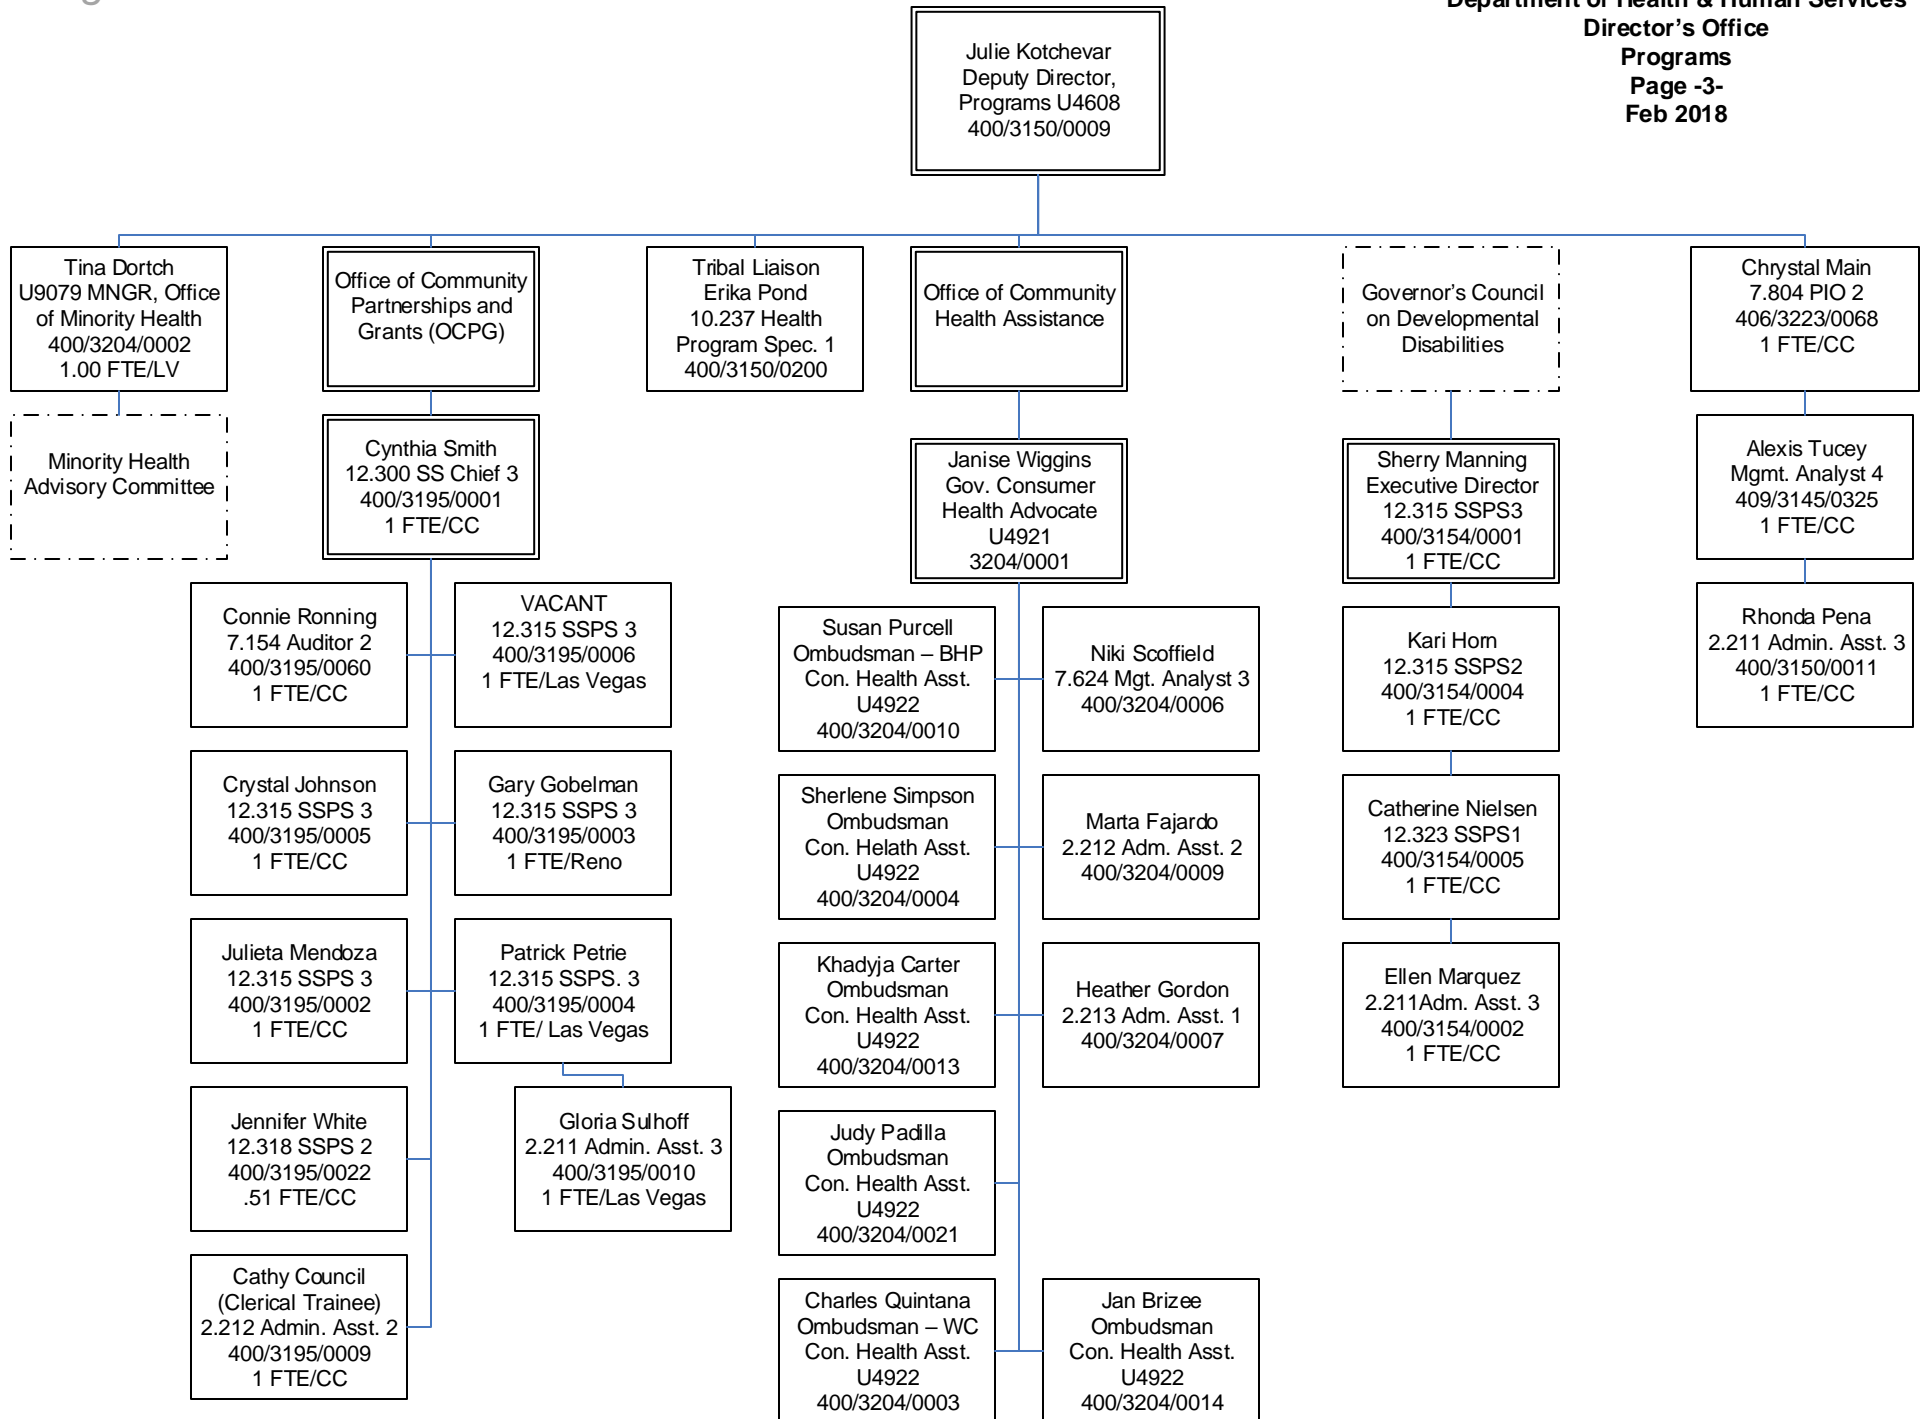 Department of Health & Human Services
Director's Office
Programs
Page -3-
Feb 2018
Julie Kotchevar
Deputy Director,
Programs U4608
400/3150/0009
Tina Dortch
U9079 MNGR, Office
of Minority Health
400/3204/0002
1.00 FTE/LV
Office of Community
Partnerships and
Grants (OCPG)
Tribal Liaison
Erika Pond
10.237 Health
Program Spec. 1
400/3150/0200
Office of Community
Health Assistance
Governor's Council
on Developmental
Disabilities
Chrystal Main
7.804 PIO 2
406/3223/0068
1 FTE/CC
Minority Health
Advisory Committee
Cynthia Smith
12.300 SS Chief 3
400/3195/0001
1 FTE/CC
Janise Wiggins
Gov. Consumer
Health Advocate
U4921
3204/0001
Sherry Manning
Executive Director
12.315 SSPS3
400/3154/0001
1 FTE/CC
Alexis Tucey
Mgmt. Analyst 4
409/3145/0325
1 FTE/CC
Connie Ronning
7.154 Auditor 2
400/3195/0060
1 FTE/CC
VACANT
12.315 SSPS 3
400/3195/0006
1 FTE/Las Vegas
Susan Purcell
Ombudsman – BHP
Con. Health Asst.
U4922
400/3204/0010
Niki Scoffield
7.624 Mgt. Analyst 3
400/3204/0006
Kari Horn
12.315 SSPS2
400/3154/0004
1 FTE/CC
Rhonda Pena
2.211 Admin. Asst. 3
400/3150/0011
1 FTE/CC
Crystal Johnson
12.315 SSPS 3
400/3195/0005
1 FTE/CC
Gary Gobelman
12.315 SSPS 3
400/3195/0003
1 FTE/Reno
Sherlene Simpson
Ombudsman
Con. Helath Asst.
U4922
400/3204/0004
Marta Fajardo
2.212 Adm. Asst. 2
400/3204/0009
Catherine Nielsen
12.323 SSPS1
400/3154/0005
1 FTE/CC
Julieta Mendoza
12.315 SSPS 3
400/3195/0002
1 FTE/CC
Patrick Petrie
12.315 SSPS. 3
400/3195/0004
1 FTE/ Las Vegas
Khadyja Carter
Ombudsman
Con. Health Asst.
U4922
400/3204/0013
Heather Gordon
2.213 Adm. Asst. 1
400/3204/0007
Ellen Marquez
2.211Adm. Asst. 3
400/3154/0002
1 FTE/CC
Jennifer White
12.318 SSPS 2
400/3195/0022
.51 FTE/CC
Gloria Sulhoff
2.211 Admin. Asst. 3
400/3195/0010
1 FTE/Las Vegas
Judy Padilla
Ombudsman
Con. Health Asst.
U4922
400/3204/0021
Cathy Council
(Clerical Trainee)
2.212 Admin. Asst. 2
400/3195/0009
1 FTE/CC
Charles Quintana
Ombudsman – WC
Con. Health Asst.
U4922
400/3204/0003
Jan Brizee
Ombudsman
Con. Health Asst.
U4922
400/3204/0014